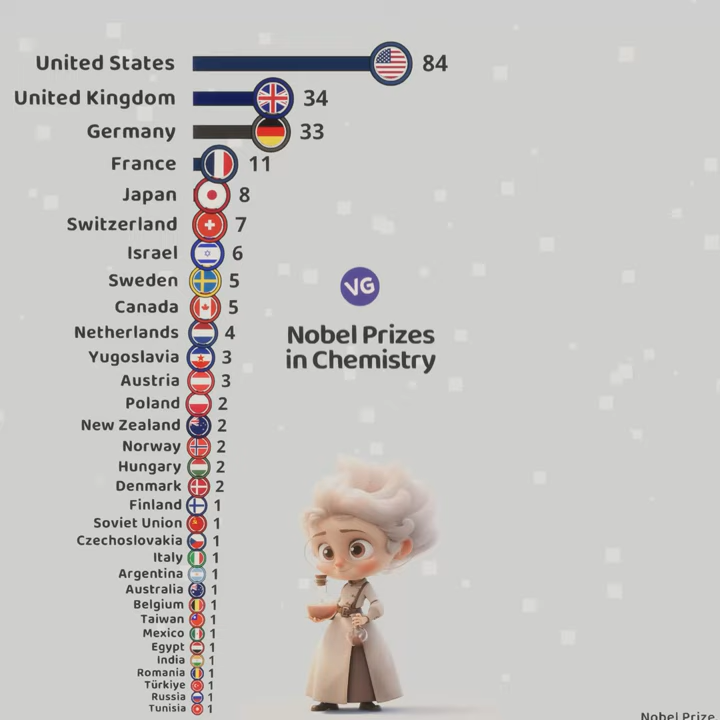 United States 84
United Kingdom 34
Germany 33
France 11
Japan 8
Switzerland 7
Israel 6
Sweden 5
Canada 5
Netherlands 4
Yugoslavia 3
Austria 3
Poland 2
New Zealand 2
Norway 2
Hungary 2
Denmark 2
Finland 1
Soviet Union 1
Czechoslovakia 1
Italy 1
Argentina 1
Australia 1
Belgium 1
Taiwan 1
Mexico 1
Egypt 1
India 1
Romania 1
Türkiye 1
Russia 1
Tunisia 1
VG
Nobel Prizes
in Chemistry
Nobel Prize